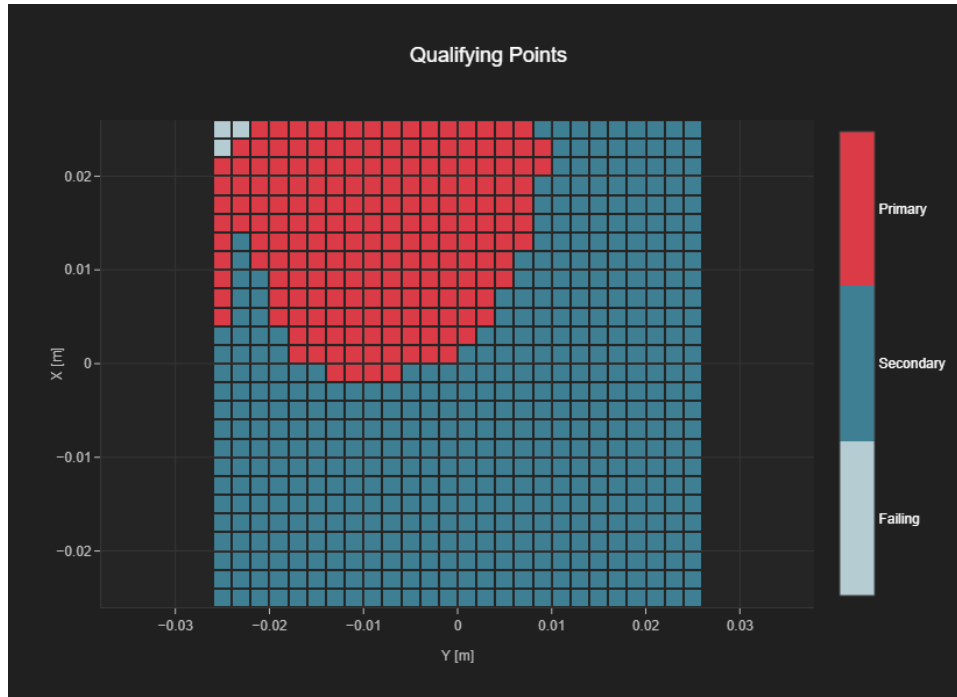 Qualifying Points
0.02
0.01
0
−0.01
−0.02
X [m]
−0.03
−0.02
−0.01
0
0.01
0.02
0.03
Y [m]
Primary
Secondary
Failing